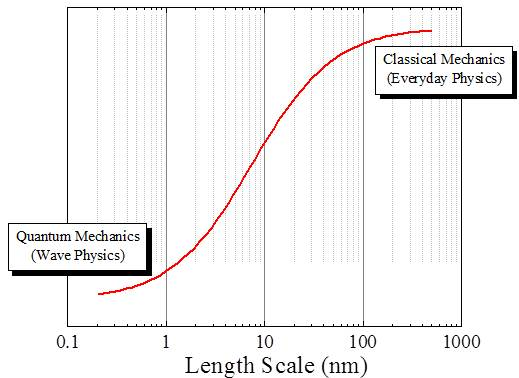 Classical Mechanics
(Everyday Physics)
Quantum Mechanics
(Wave Physics)
0.1 1 10 100 1000
Length Scale (nm)